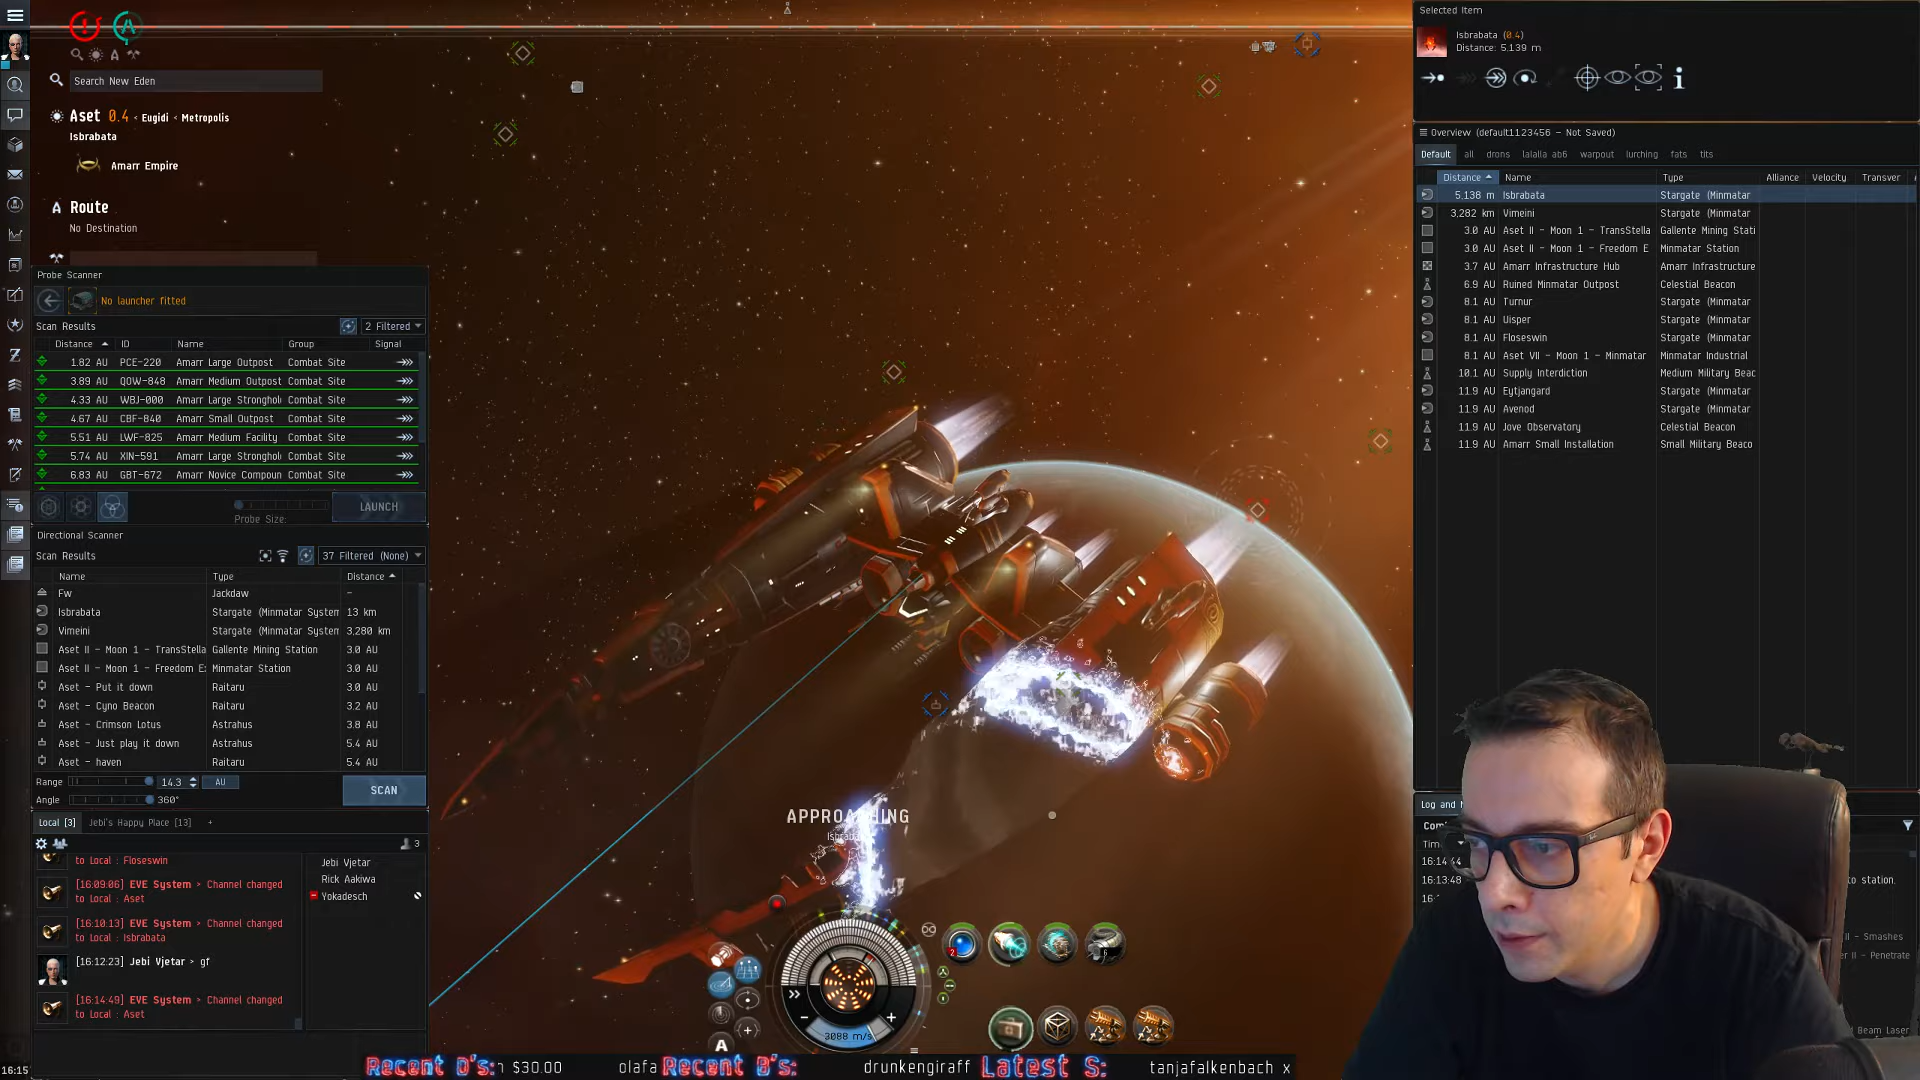 Search New Eden
Aset 0.4 < Eugidi < Metropolis
Isbrabata
Amarr Empire
Route
No Destination
Probe Scanner
No launcher fitted
Scan Results
2 Filtered
Distance ID Name Group Signal
1.82 AU PCE-220 Amarr Large Outpost Combat Site
3.89 AU QOW-848 Amarr Medium Outpost Combat Site
4.33 AU WBJ-000 Amarr Large Stronghol Combat Site
4.67 AU CBF-840 Amarr Small Outpost Combat Site
5.51 AU LWF-825 Amarr Medium Facility Combat Site
5.74 AU XIN-591 Amarr Large Stronghol Combat Site
6.83 AU GBT-672 Amarr Novice Compoun Combat Site
Probe Size:
LAUNCH
Directional Scanner
Scan Results
37 Filtered (None)
Name Type Distance
Fw Jackdaw -
Isbrabata Stargate (Minmatar System 13 km
Vimeini Stargate (Minmatar System 3,280 km
Aset II - Moon 1 - TransStella Gallente Mining Station 3.0 AU
Aset II - Moon 1 - Freedom E Minmatar Station 3.0 AU
Aset - Put it down Raitaru 3.0 AU
Aset - Cyno Beacon Raitaru 3.2 AU
Aset - Crimson Lotus Astrahus 3.8 AU
Aset - Just play it down Astrahus 5.4 AU
Aset - haven Raitaru 5.4 AU
Range 14.3 AU
Angle 360°
SCAN
Local [3] Jebi's Happy Place [13] +
3
to Local : Floseswin
[16:09:06] EVE System > Channel changed
to Local : Aset
[16:10:13] EVE System > Channel changed
to Local : Isbrabata
[16:12:23] Jebi Vjetar > gf
[16:14:49] EVE System > Channel changed
to Local : Aset
Jebi Vjetar
Rick Aakiwa
Yokadesch
16:15
APPROACHING
3088 m/s
2
A
Recent D's: $30.00 olafa Recent B's: drunkengiraff Latest S: tanjafalkenbach x
Selected Item
Isbrabata (0.4)
Distance: 5.139 m
Overview (default1123456 - Not Saved)
Default all drons lalalla ab6 warpout lurching fats tits
Distance Name Type Alliance Velocity Transver
5.138 m Isbrabata Stargate (Minmatar
3,282 km Vimeini Stargate (Minmatar
3.0 AU Aset II - Moon 1 - TransStella Gallente Mining Stati
3.0 AU Aset II - Moon 1 - Freedom E Minmatar Station
3.7 AU Amarr Infrastructure Hub Amarr Infrastructure
6.9 AU Ruined Minmatar Outpost Celestial Beacon
8.1 AU Turnur Stargate (Minmatar
8.1 AU Uisper Stargate (Minmatar
8.1 AU Floseswin Stargate (Minmatar
8.1 AU Aset VII - Moon 1 - Minmatar Minmatar Industrial
10.1 AU Supply Interdiction Medium Military Beac
11.9 AU Eytjangard Stargate (Minmatar
11.9 AU Avenod Stargate (Minmatar
11.9 AU Jove Observatory Celestial Beacon
11.9 AU Amarr Small Installation Small Military Beaco
Log and
16:14:44
16:13:48
to station.
II - Smashes
II - Penetrate
Beam Laser